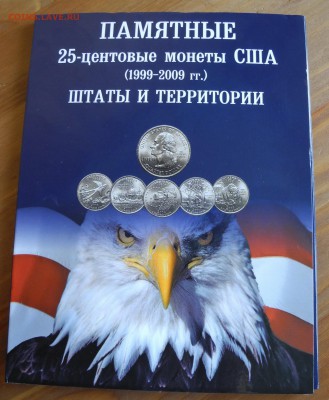 ПАМЯТНЫЕ
25-центовые монеты США
(1999–2009 гг.)
ШТАТЫ И ТЕРРИТОРИИ